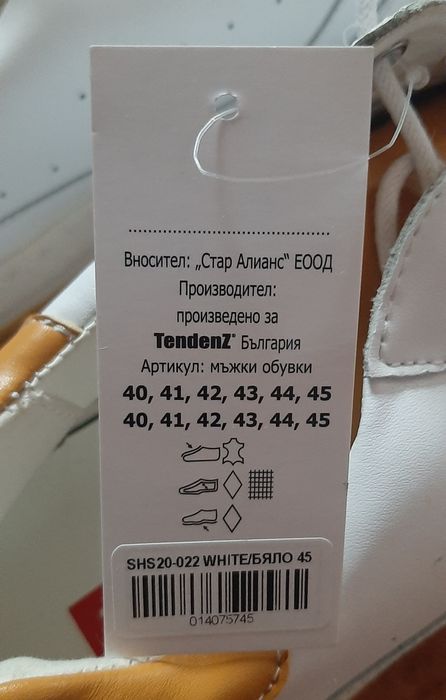 Вносител: „Стар Алианс“ ЕООД
Производител:
произведено за
TendenZ® България
Артикул: мъжки обувки
40, 41, 42, 43, 44, 45
40, 41, 42, 43, 44, 45
SHS20-022 WHITE/БЯЛО 45
014075745